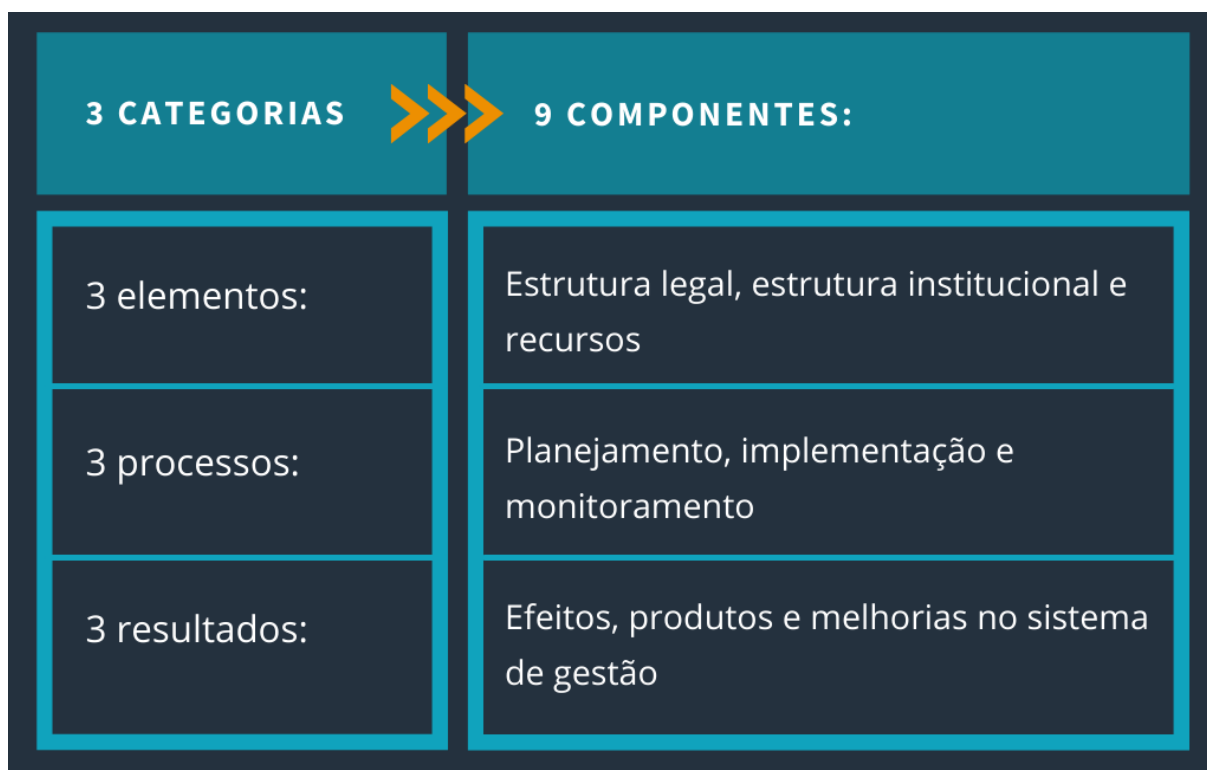 3 CATEGORIAS
9 COMPONENTES:
3 elementos:
Estrutura legal, estrutura institucional e
recursos
3 processos:
Planejamento, implementação e
monitoramento
3 resultados:
Efeitos, produtos e melhorias no sistema
de gestão